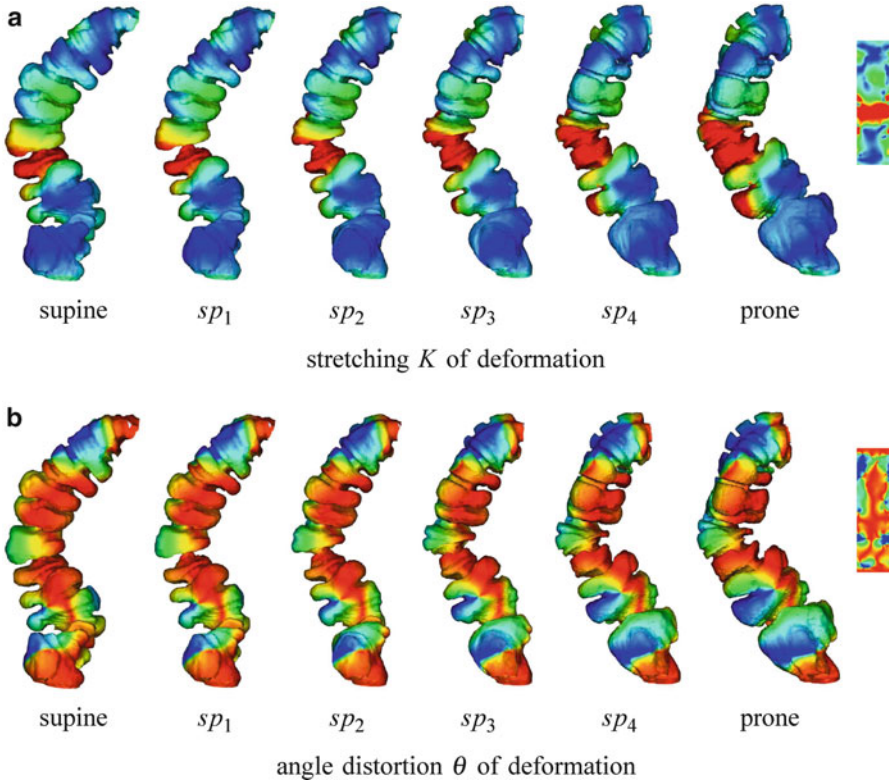 a
supine sp₁ sp₂ sp₃ sp₄ prone
stretching K of deformation
b
supine sp₁ sp₂ sp₃ sp₄ prone
angle distortion θ of deformation